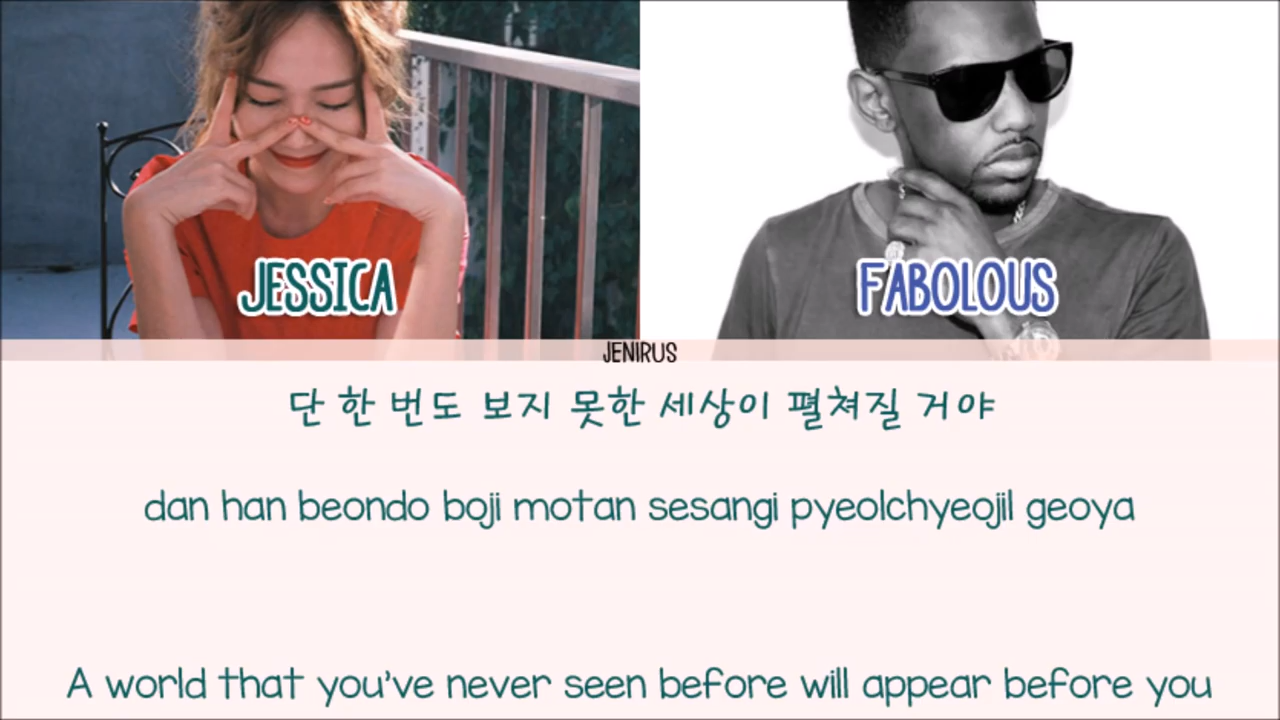 JESSICA
FABOLOUS
JENIRUS
단 한 번도 보지 못한 세상이 펼쳐질 거야
dan han beondo boji motan sesangi pyeolchyeojil geoya
A world that you've never seen before will appear before you